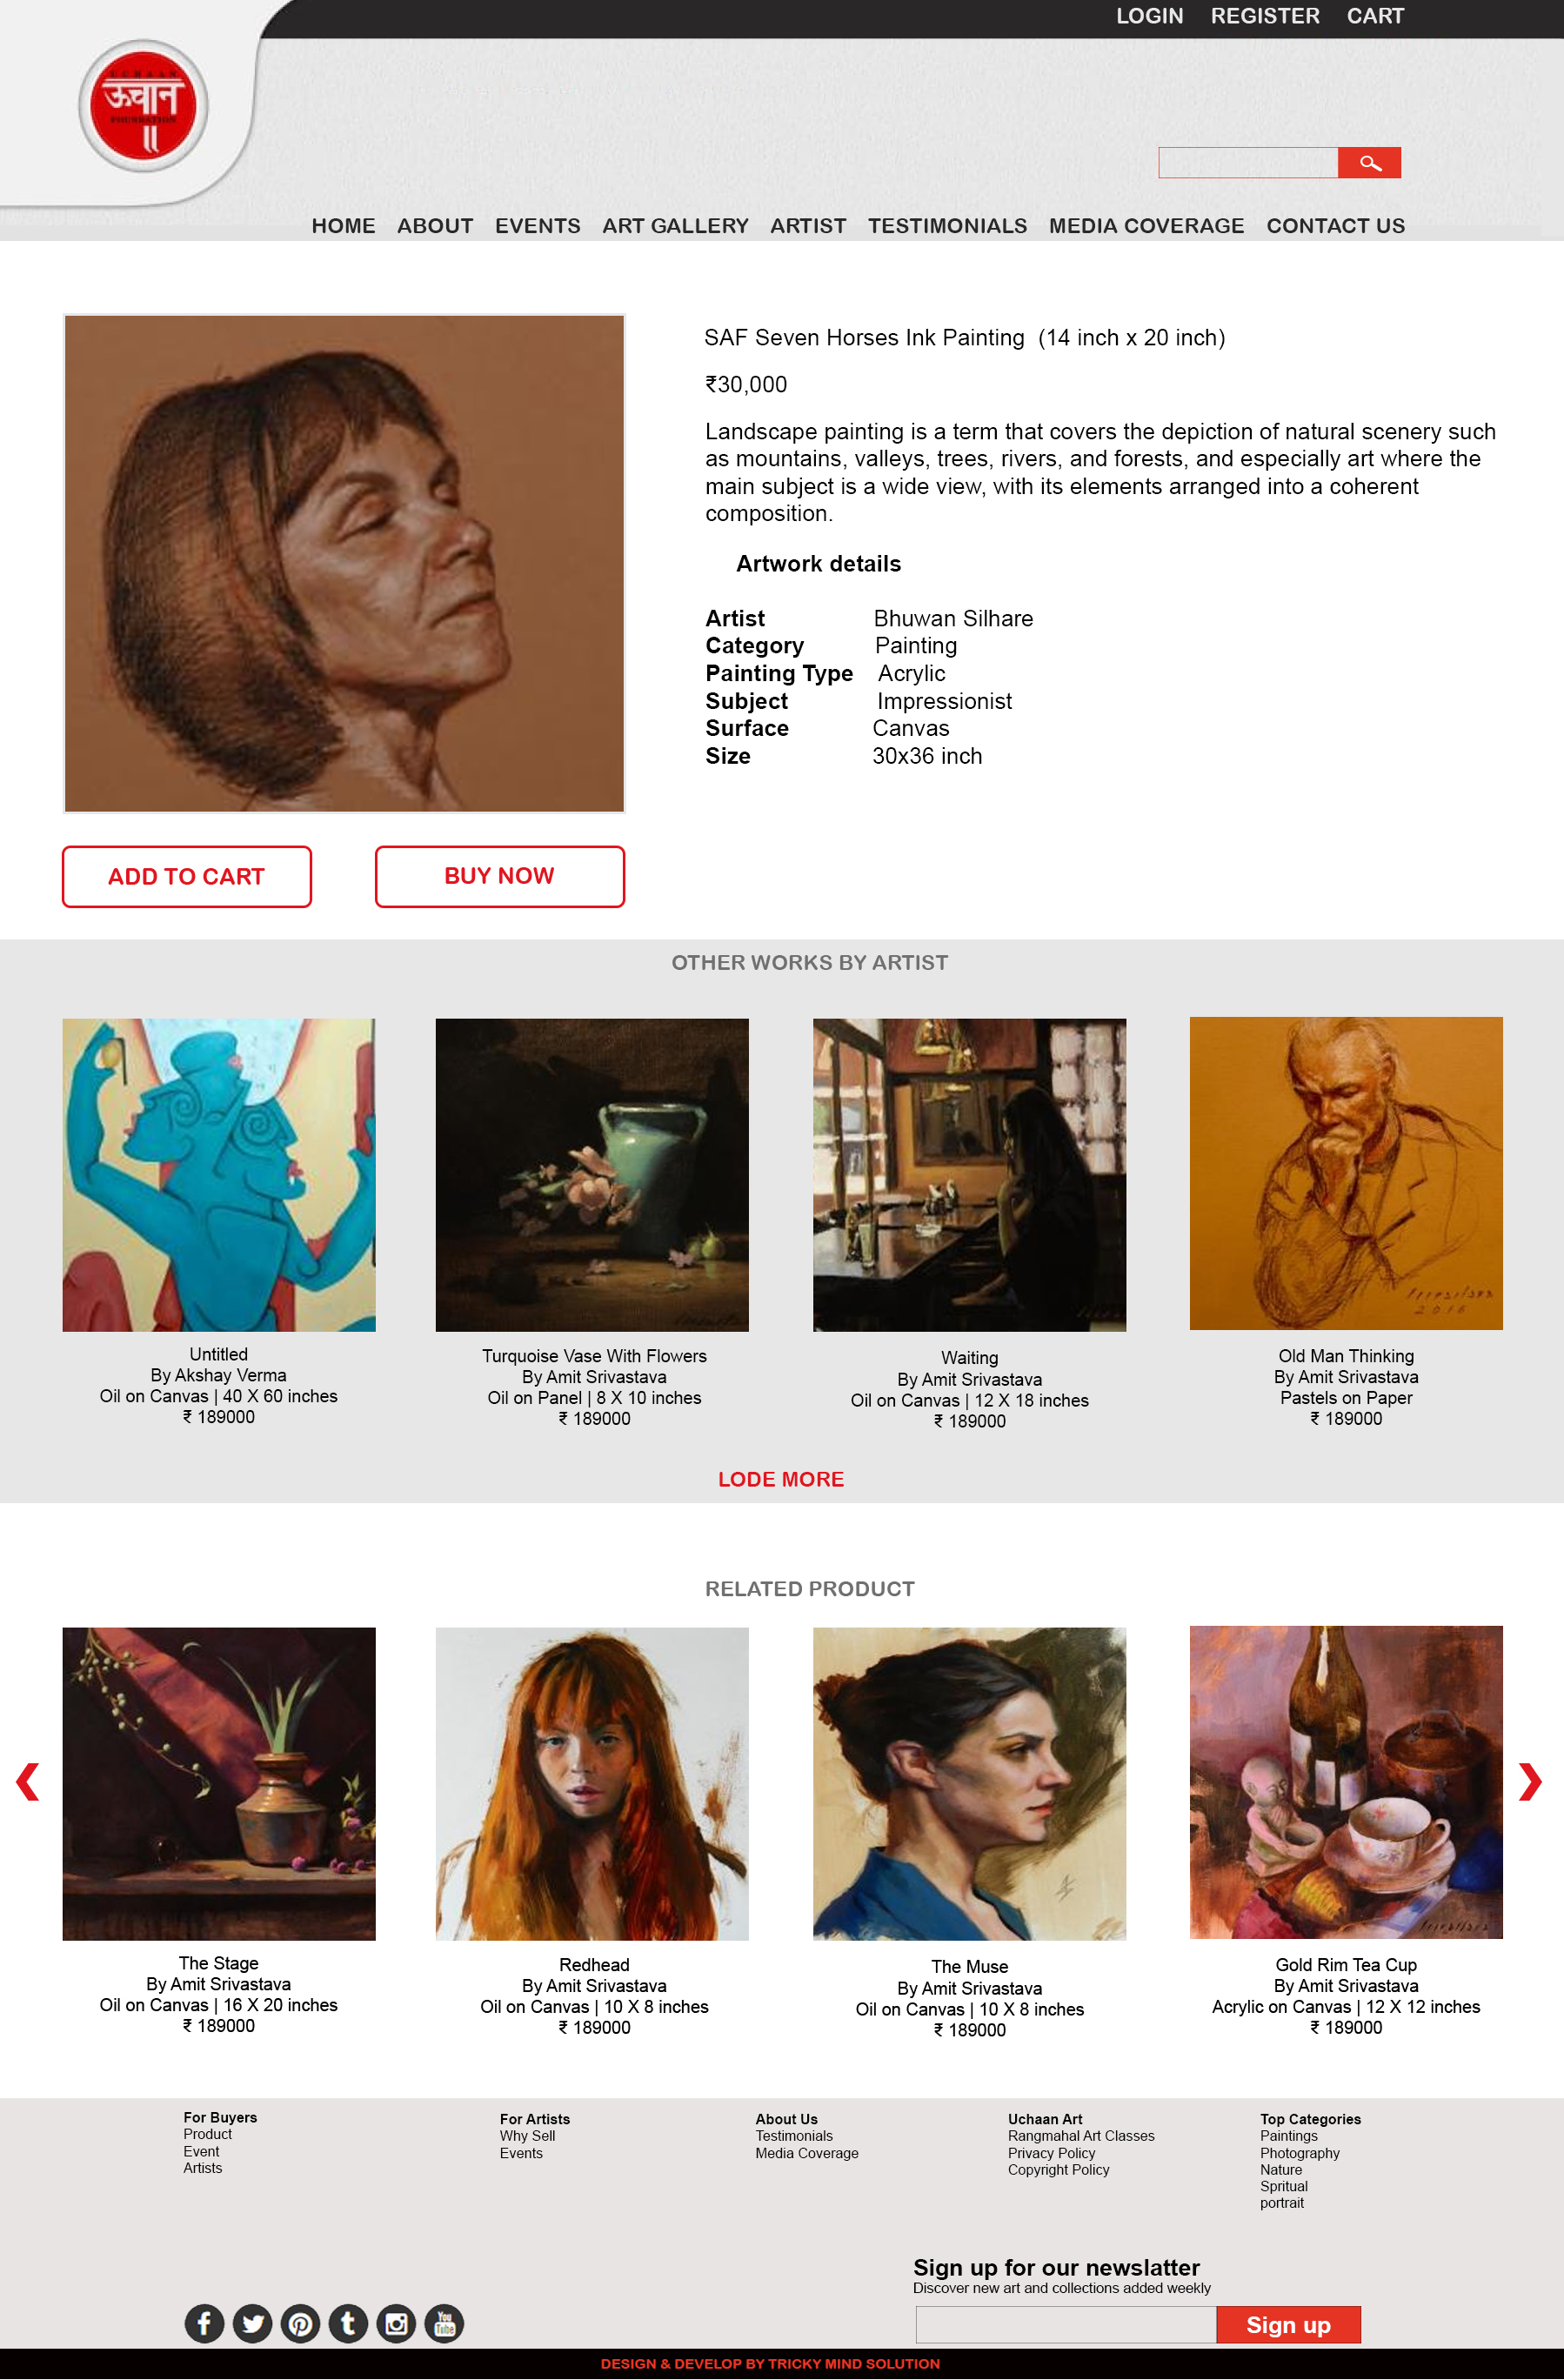 LOGIN REGISTER CART
UCHAAN
ऊचान
FOUNDATION
HOME ABOUT EVENTS ART GALLERY ARTIST TESTIMONIALS MEDIA COVERAGE CONTACT US
SAF Seven Horses Ink Painting (14 inch x 20 inch)
₹30,000
Landscape painting is a term that covers the depiction of natural scenery such
as mountains, valleys, trees, rivers, and forests, and especially art where the
main subject is a wide view, with its elements arranged into a coherent
composition.
Artwork details
Artist Bhuwan Silhare
Category Painting
Painting Type Acrylic
Subject Impressionist
Surface Canvas
Size 30x36 inch
ADD TO CART
BUY NOW
OTHER WORKS BY ARTIST
2016
Untitled
By Akshay Verma
Oil on Canvas | 40 X 60 inches
₹ 189000
Turquoise Vase With Flowers
By Amit Srivastava
Oil on Panel | 8 X 10 inches
₹ 189000
Waiting
By Amit Srivastava
Oil on Canvas | 12 X 18 inches
₹ 189000
Old Man Thinking
By Amit Srivastava
Pastels on Paper
₹ 189000
LODE MORE
RELATED PRODUCT
The Stage
By Amit Srivastava
Oil on Canvas | 16 X 20 inches
₹ 189000
Redhead
By Amit Srivastava
Oil on Canvas | 10 X 8 inches
₹ 189000
The Muse
By Amit Srivastava
Oil on Canvas | 10 X 8 inches
₹ 189000
Gold Rim Tea Cup
By Amit Srivastava
Acrylic on Canvas | 12 X 12 inches
₹ 189000
For Buyers
Product
Event
Artists
For Artists
Why Sell
Events
About Us
Testimonials
Media Coverage
Uchaan Art
Rangmahal Art Classes
Privacy Policy
Copyright Policy
Top Categories
Paintings
Photography
Nature
Spritual
portrait
Sign up for our newslatter
Discover new art and collections added weekly
Sign up
You
Tube
DESIGN & DEVELOP BY TRICKY MIND SOLUTION